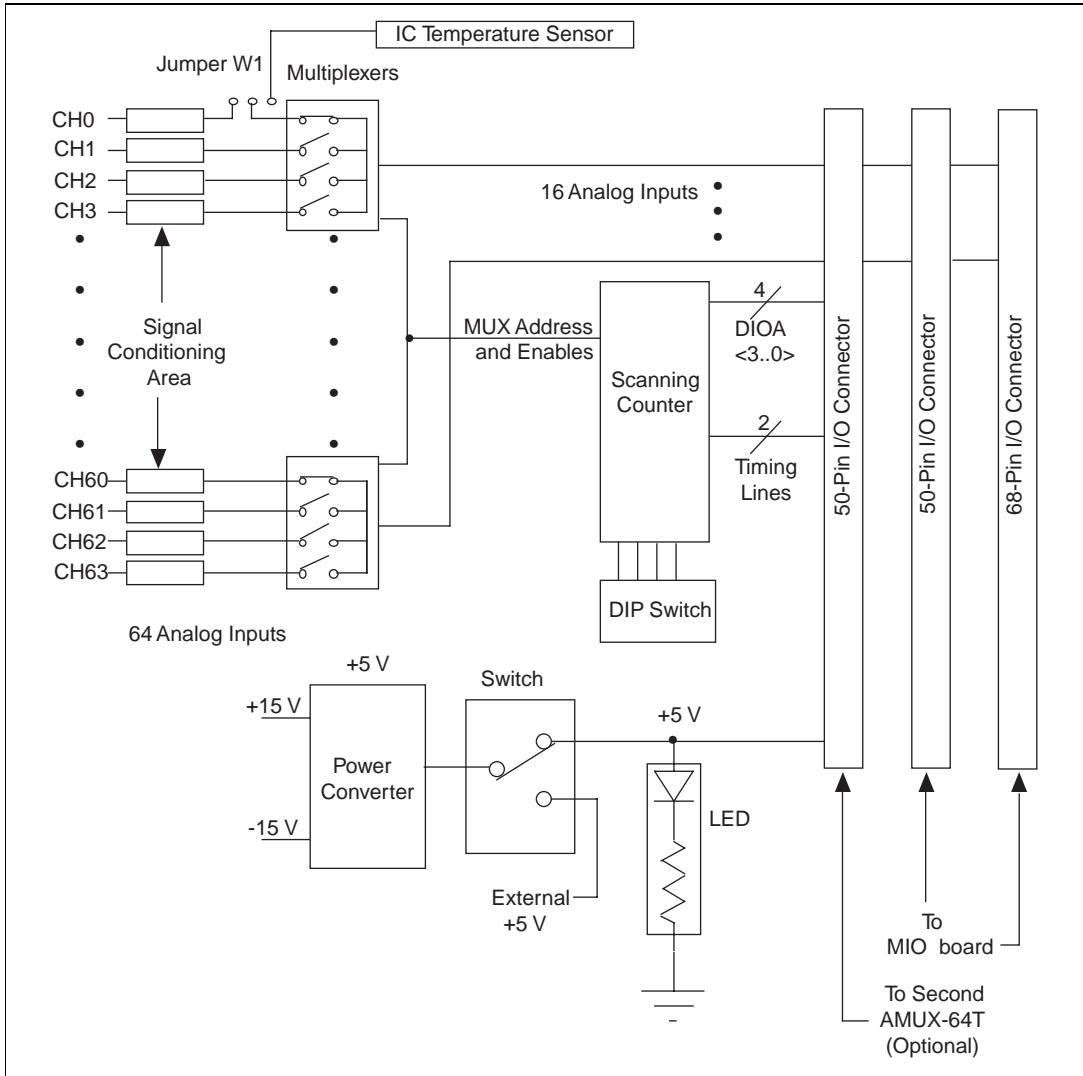 IC Temperature Sensor
Jumper W1
Multiplexers
CH0
CH1
CH2
CH3
16 Analog Inputs
Signal
Conditioning
Area
MUX Address
and Enables
Scanning
Counter
4
DIOA
<3..0>
2
Timing
Lines
50-Pin I/O Connector
50-Pin I/O Connector
68-Pin I/O Connector
CH60
CH61
CH62
CH63
DIP Switch
64 Analog Inputs
+5 V
Switch
+15 V
+5 V
Power
Converter
LED
-15 V
External
+5 V
To
MIO board
To Second
AMUX-64T
(Optional)